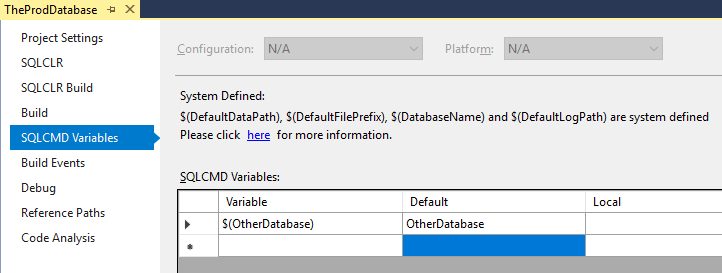 TheProdDatabase
Project Settings
SQLCLR
SQLCLR Build
Build
SQLCMD Variables
Build Events
Debug
Reference Paths
Code Analysis
Configuration: N/A Platform: N/A
System Defined:
$(DefaultDataPath), $(DefaultFilePrefix), $(DatabaseName) and $(DefaultLogPath) are system defined
Please click here for more information.
SQLCMD Variables:
Variable Default Local
$(OtherDatabase) OtherDatabase